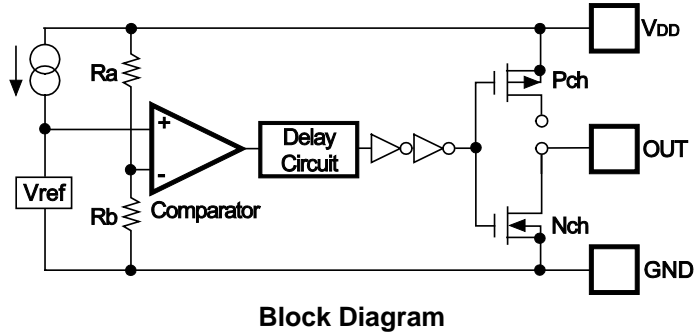 VDD
Ra
Pch
+
Delay
Circuit
OUT
-
Vref
Rb
Comparator
Nch
GND
Block Diagram